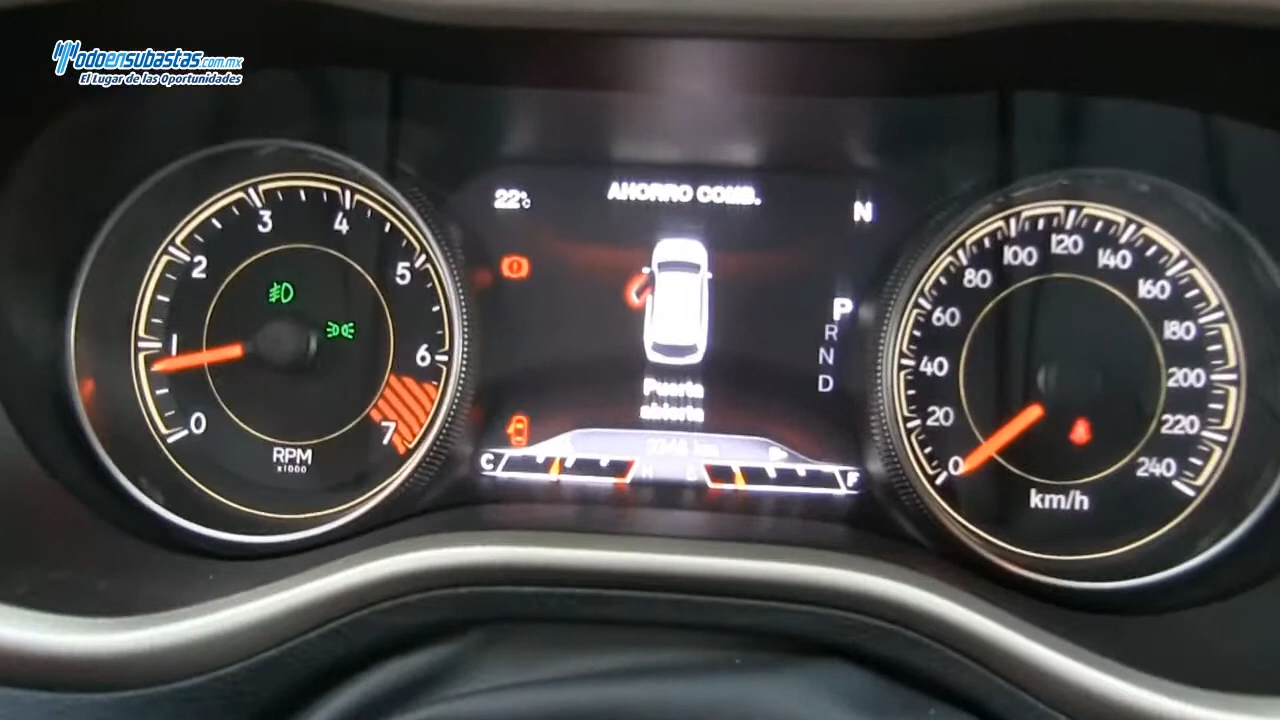 Todoensubastas.com.mx
El Lugar de las Oportunidades
22°C
AHORRO COMB.
N
P
R
N
D
Puerta
abierta
C
H
F
0
1
2
3
4
5
6
7
RPM
x1000
0
20
40
60
80
100
120
140
160
180
200
220
240
km/h